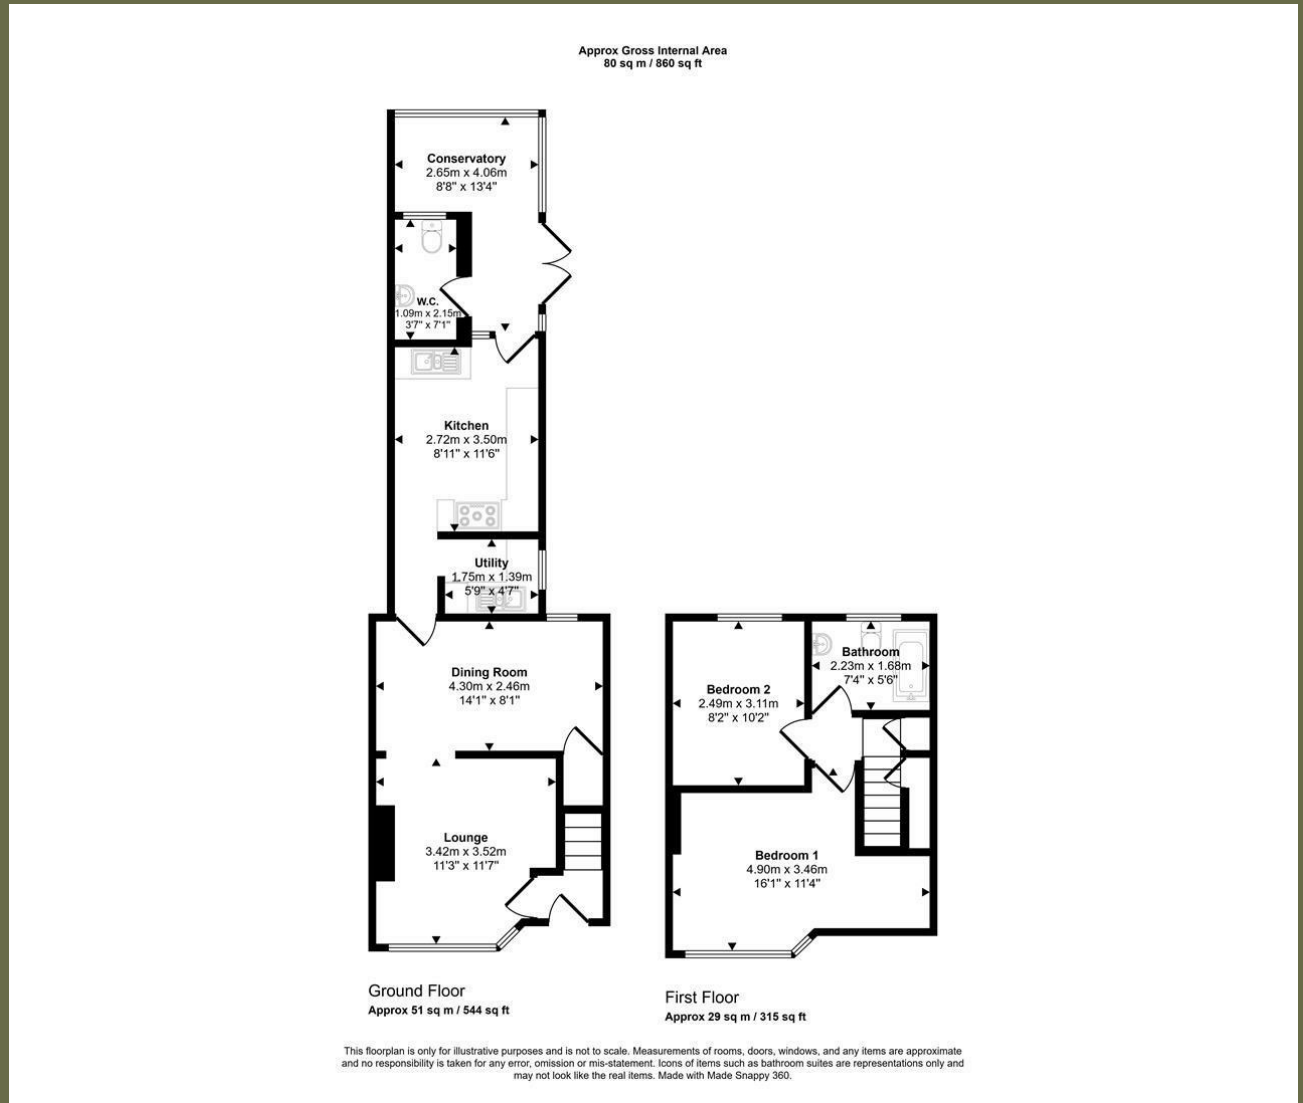 Approx Gross Internal Area
80 sq m / 860 sq ft
Conservatory
2.65m x 4.06m
8'8" x 13'4"
W.C.
1.09m x 2.15m
3'7" x 7'1"
Kitchen
2.72m x 3.50m
8'11" x 11'6"
Utility
1.75m x 1.39m
5'9" x 4'7"
Dining Room
4.30m x 2.46m
14'1" x 8'1"
Lounge
3.42m x 3.52m
11'3" x 11'7"
Ground Floor
Approx 51 sq m / 544 sq ft
Bathroom
2.23m x 1.68m
7'4" x 5'6"
Bedroom 2
2.49m x 3.11m
8'2" x 10'2"
Bedroom 1
4.90m x 3.46m
16'1" x 11'4"
First Floor
Approx 29 sq m / 315 sq ft
This floorplan is only for illustrative purposes and is not to scale. Measurements of rooms, doors, windows, and any items are approximate
and no responsibility is taken for any error, omission or mis-statement. Icons of items such as bathroom suites are representations only and
may not look like the real items. Made with Made Snappy 360.